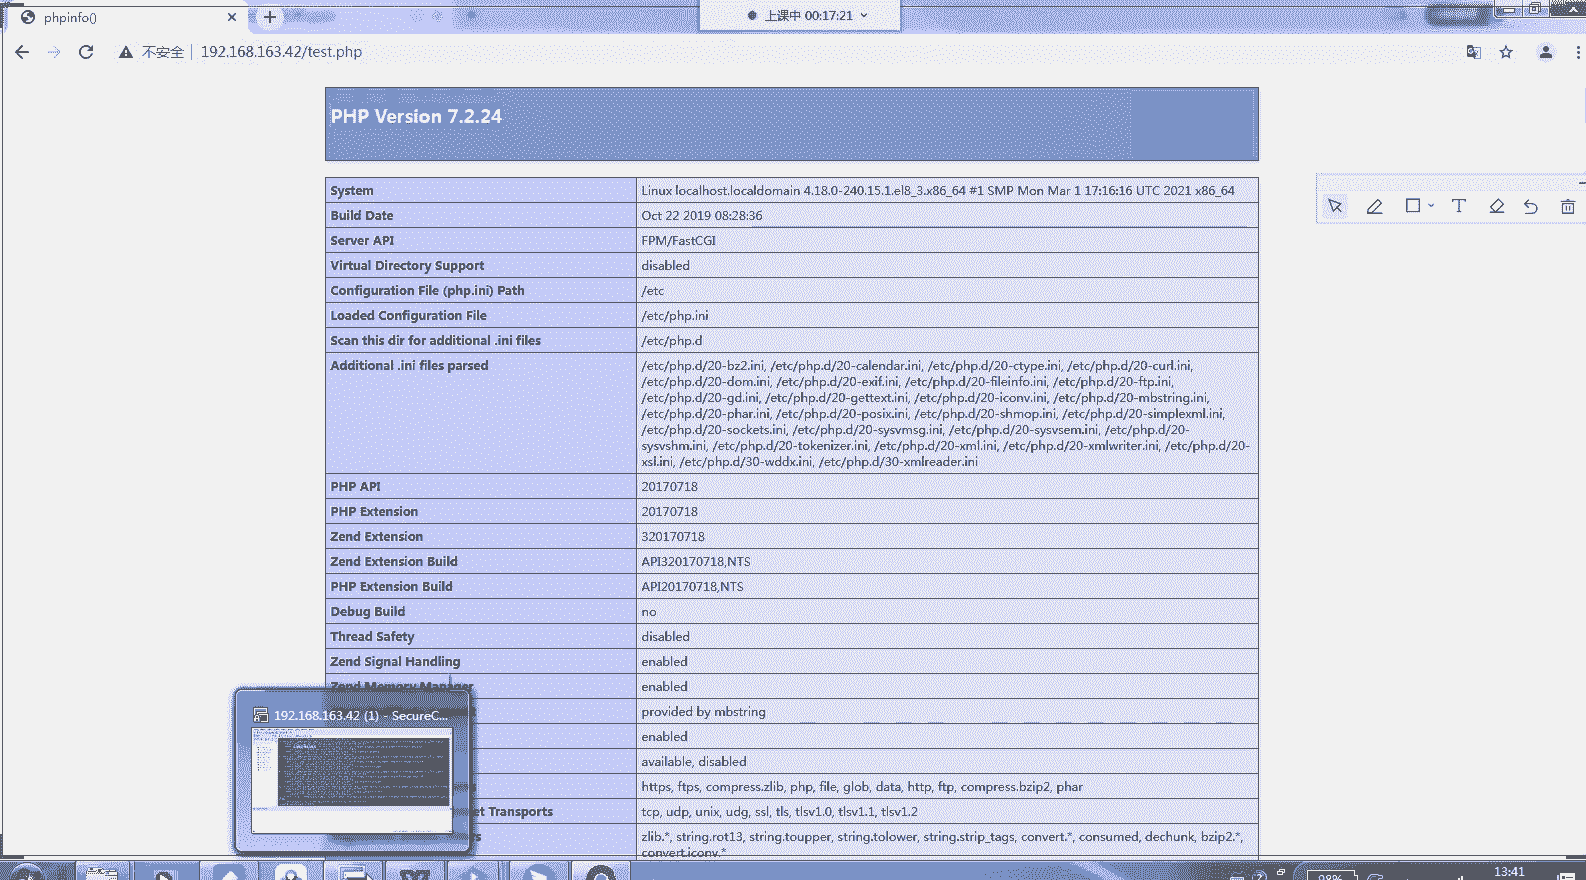 phpinfo()
上课中 00:17:21
不安全 192.168.163.42/test.php
PHP Version 7.2.24
System Linux localhost.localdomain 4.18.0-240.15.1.el8_3.x86_64 #1 SMP Mon Mar 1 17:16:16 UTC 2021 x86_64
Build Date Oct 22 2019 08:28:36
Server API FPM/FastCGI
Virtual Directory Support disabled
Configuration File (php.ini) Path /etc
Loaded Configuration File /etc/php.ini
Scan this dir for additional .ini files /etc/php.d
Additional .ini files parsed /etc/php.d/20-bz2.ini, /etc/php.d/20-calendar.ini, /etc/php.d/20-ctype.ini, /etc/php.d/20-curl.ini,
/etc/php.d/20-dom.ini, /etc/php.d/20-exif.ini, /etc/php.d/20-fileinfo.ini, /etc/php.d/20-ftp.ini,
/etc/php.d/20-gd.ini, /etc/php.d/20-gettext.ini, /etc/php.d/20-iconv.ini, /etc/php.d/20-mbstring.ini,
/etc/php.d/20-phar.ini, /etc/php.d/20-posix.ini, /etc/php.d/20-shmop.ini, /etc/php.d/20-simplexml.ini,
/etc/php.d/20-sockets.ini, /etc/php.d/20-sysvmsg.ini, /etc/php.d/20-sysvsem.ini, /etc/php.d/20-
sysvshm.ini, /etc/php.d/20-tokenizer.ini, /etc/php.d/20-xml.ini, /etc/php.d/20-xmlwriter.ini, /etc/php.d/20-
xsl.ini, /etc/php.d/30-wddx.ini, /etc/php.d/30-xmlreader.ini
PHP API 20170718
PHP Extension 20170718
Zend Extension 320170718
Zend Extension Build API320170718,NTS
PHP Extension Build API20170718,NTS
Debug Build no
Thread Safety disabled
Zend Signal Handling enabled
Zend Memory Manager enabled
provided by mbstring
enabled
available, disabled
https, ftps, compress.zlib, php, file, glob, data, http, ftp, compress.bzip2, phar
et Transports tcp, udp, unix, udg, ssl, tls, tlsv1.0, tlsv1.1, tlsv1.2
s zlib.*, string.rot13, string.toupper, string.tolower, string.strip_tags, convert.*, consumed, dechunk, bzip2.*,
convert.iconv.*
192.168.163.42 (1) - SecureC...
T
98%
13:41